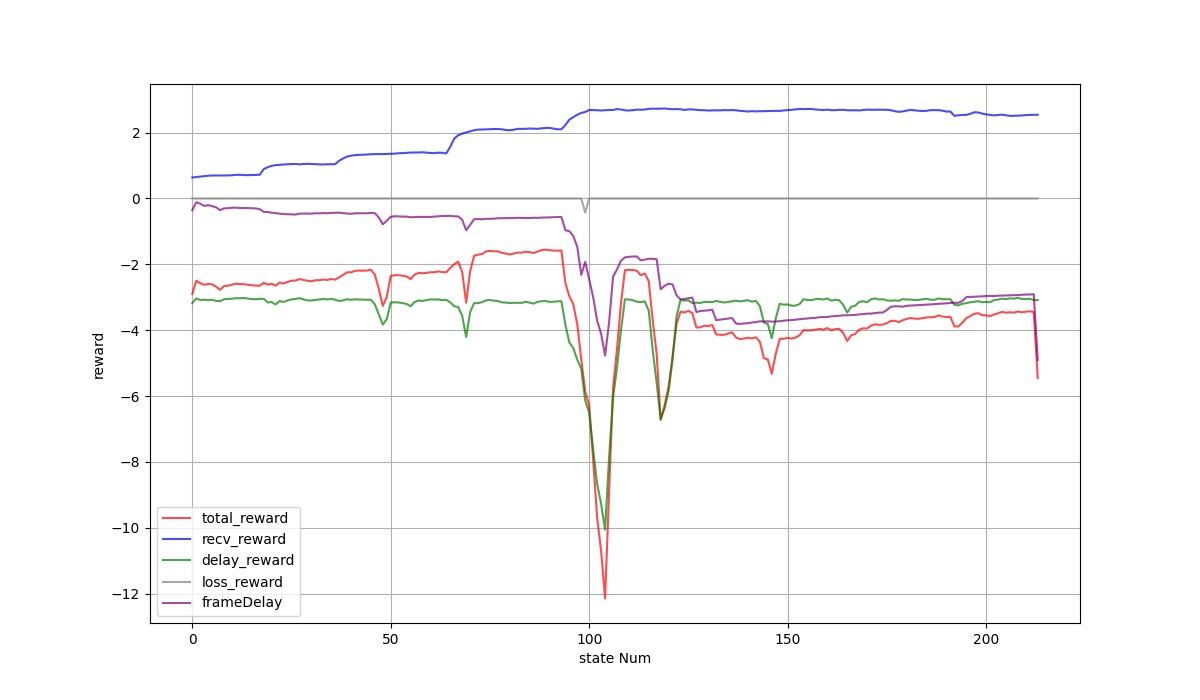 2
0
−2
−4
−6
−8
−10
−12
reward
total_reward
recv_reward
delay_reward
loss_reward
frameDelay
0 50 100 150 200
state Num